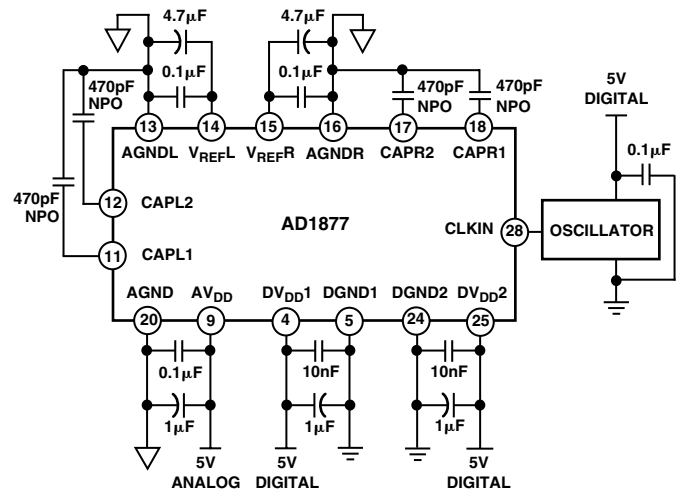 4.7μF
4.7μF
0.1μF
0.1μF
470pF
NPO
470pF
NPO
470pF
NPO
5V
DIGITAL
0.1μF
13
14
15
16
17
18
AGNDL
VREFL
VREFR
AGNDR
CAPR2
CAPR1
470pF
NPO
12
CAPL2
11
CAPL1
AD1877
CLKIN
28
OSCILLATOR
AGND
AVDD
DVDD1
DGND1
DGND2
DVDD2
20
9
4
5
24
25
0.1μF
10nF
10nF
1μF
1μF
1μF
5V
ANALOG
5V
DIGITAL
5V
DIGITAL